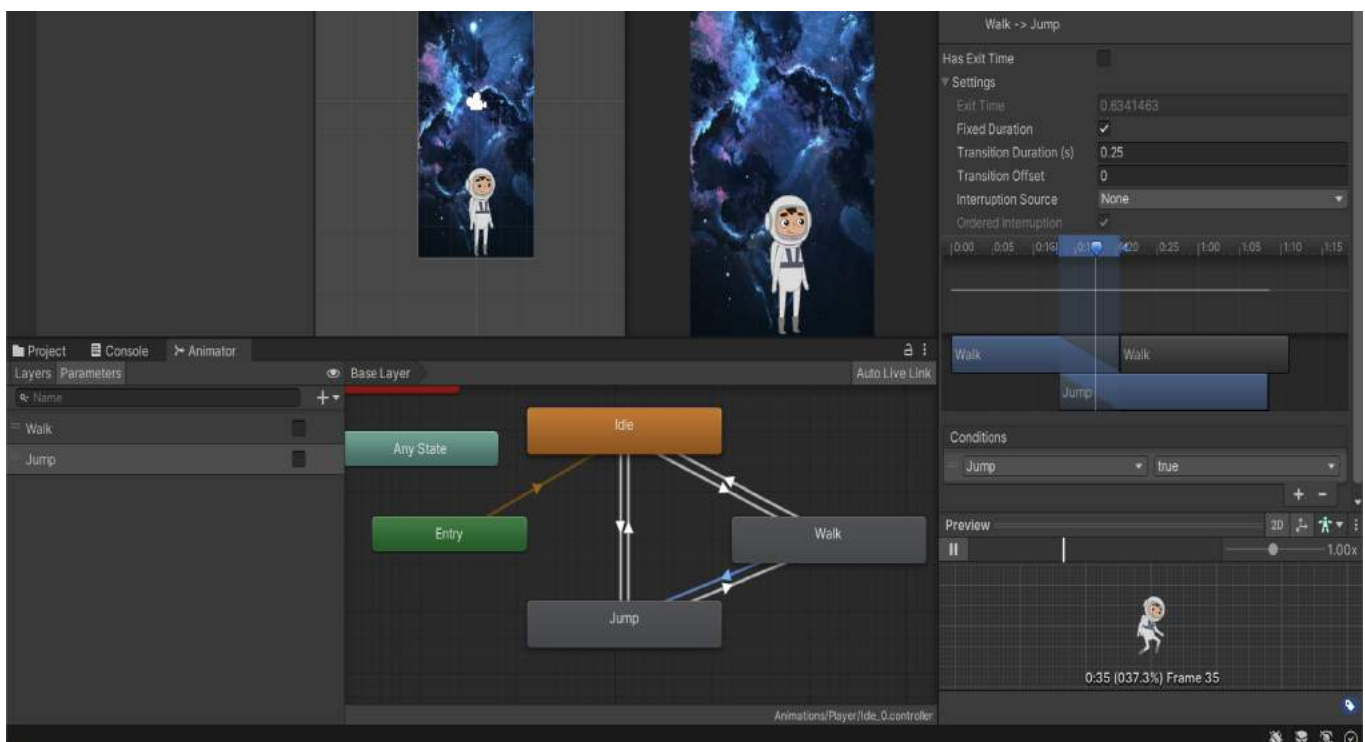 Walk -> Jump
Has Exit Time
Settings
Exit Time 0.6341463
Fixed Duration
Transition Duration (s) 0.25
Transition Offset 0
Interruption Source None
Ordered Interruption
0:00 0:05 0:25 1:00 1:05 1:10 1:15
Walk Walk
Jump
Conditions
Jump true
+ -
Preview 2D
1.00x
0:35 (037.3%) Frame 35
Project Console Animator
Layers Parameters Base Layer Auto Live Link
Name
Walk
Jump
Idle
Any State
Entry
Walk
Jump
Animations/Player/Idle_0.controller